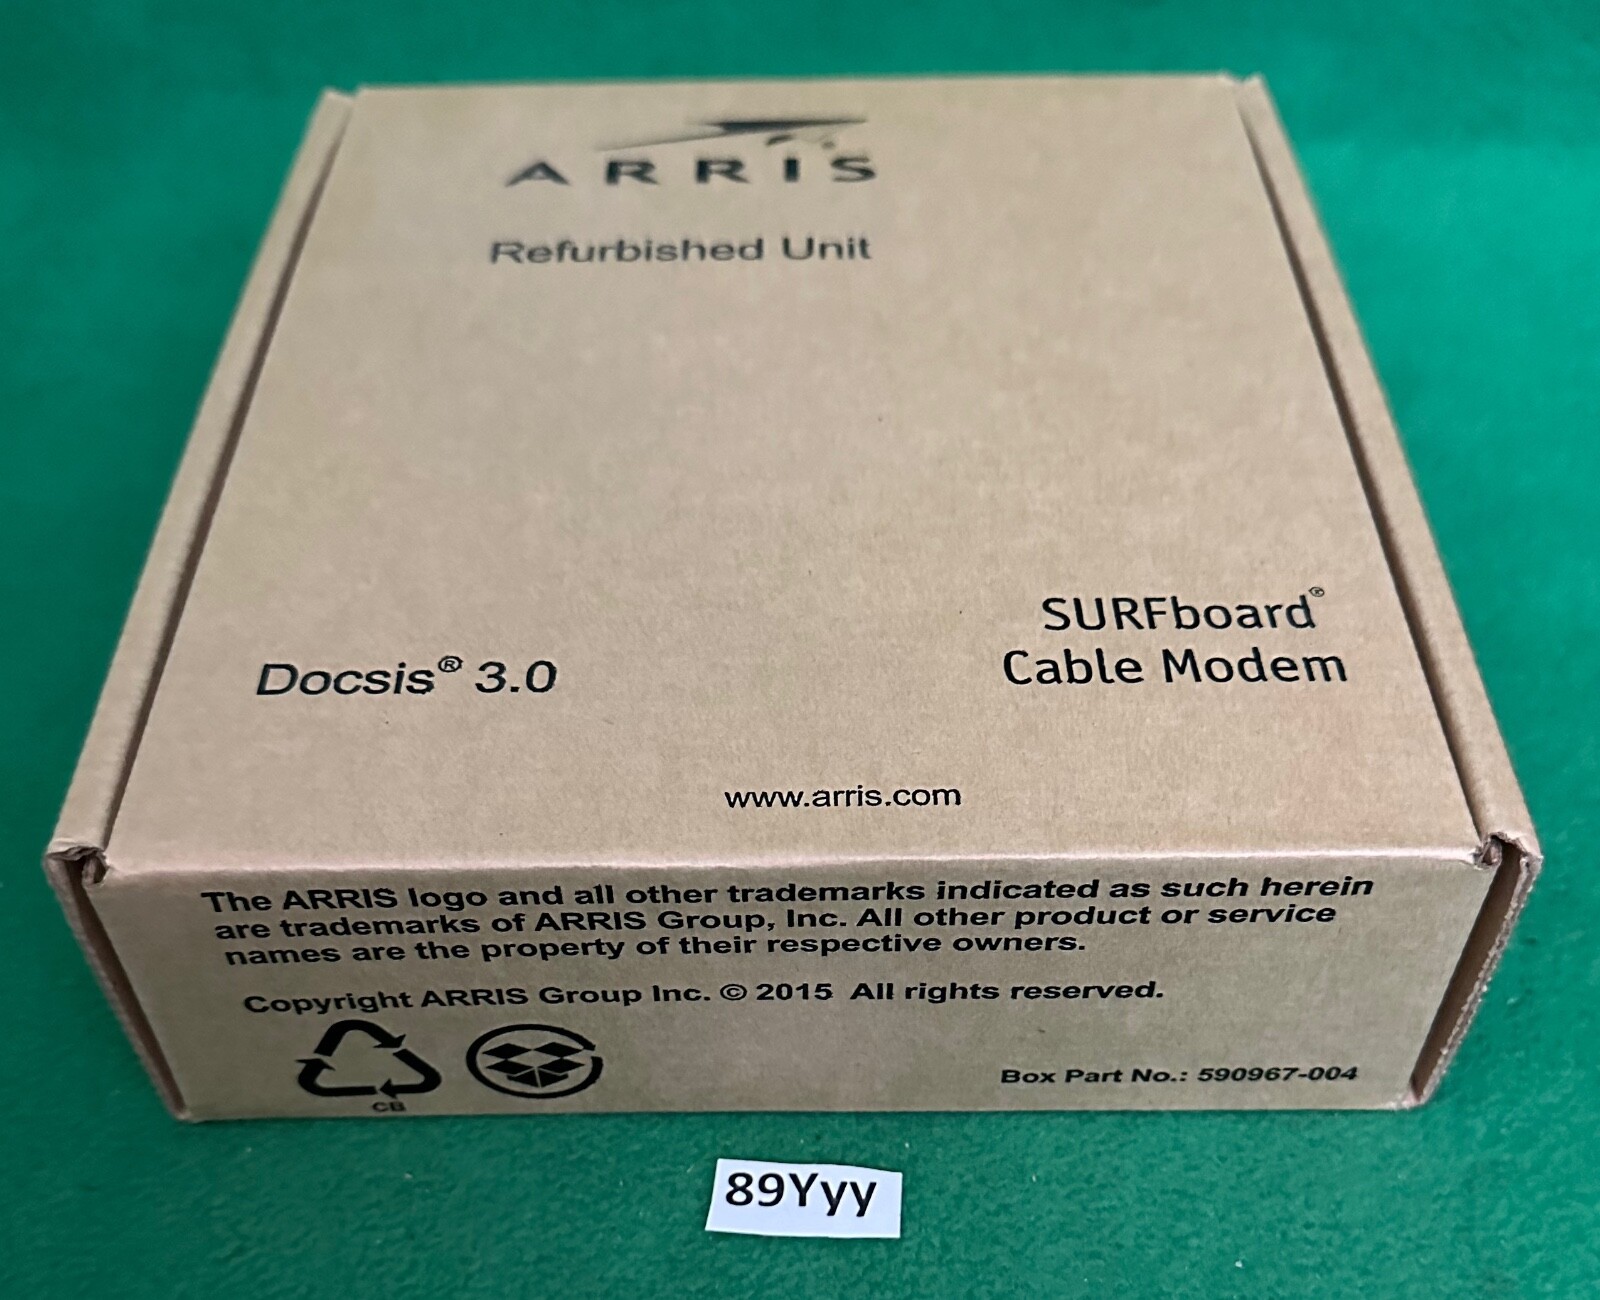 ARRIS
Refurbished Unit
SURFboard®
Docsis® 3.0
Cable Modem
www.arris.com
The ARRIS logo and all other trademarks indicated as such herein
are trademarks of ARRIS Group, Inc. All other product or service
names are the property of their respective owners.
Copyright ARRIS Group Inc. © 2015 All rights reserved.
Box Part No.: 590967-004
CB
89Yyy